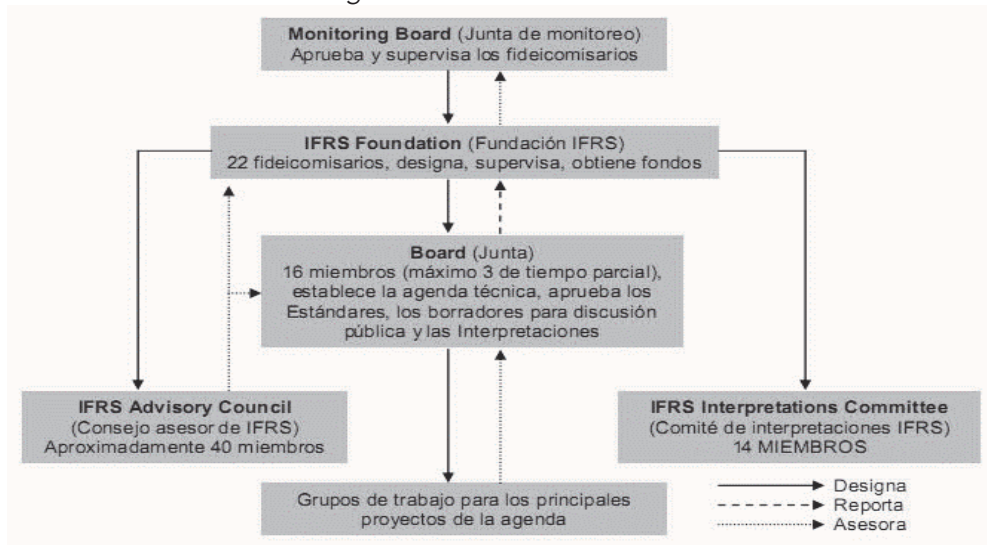 Monitoring Board (Junta de monitoreo)
Aprueba y supervisa los fideicomisarios
IFRS Foundation (Fundación IFRS)
22 fideicomisarios, designa, supervisa, obtiene fondos
Board (Junta)
16 miembros (máximo 3 de tiempo parcial),
establece la agenda técnica, aprueba los
Estándares, los borradores para discusión
pública y las Interpretaciones
IFRS Advisory Council
(Consejo asesor de IFRS)
Aproximadamente 40 miembros
IFRS Interpretations Committee
(Comité de interpretaciones IFRS)
14 MIEMBROS
Grupos de trabajo para los principales
proyectos de la agenda
Designa
Reporta
Asesora